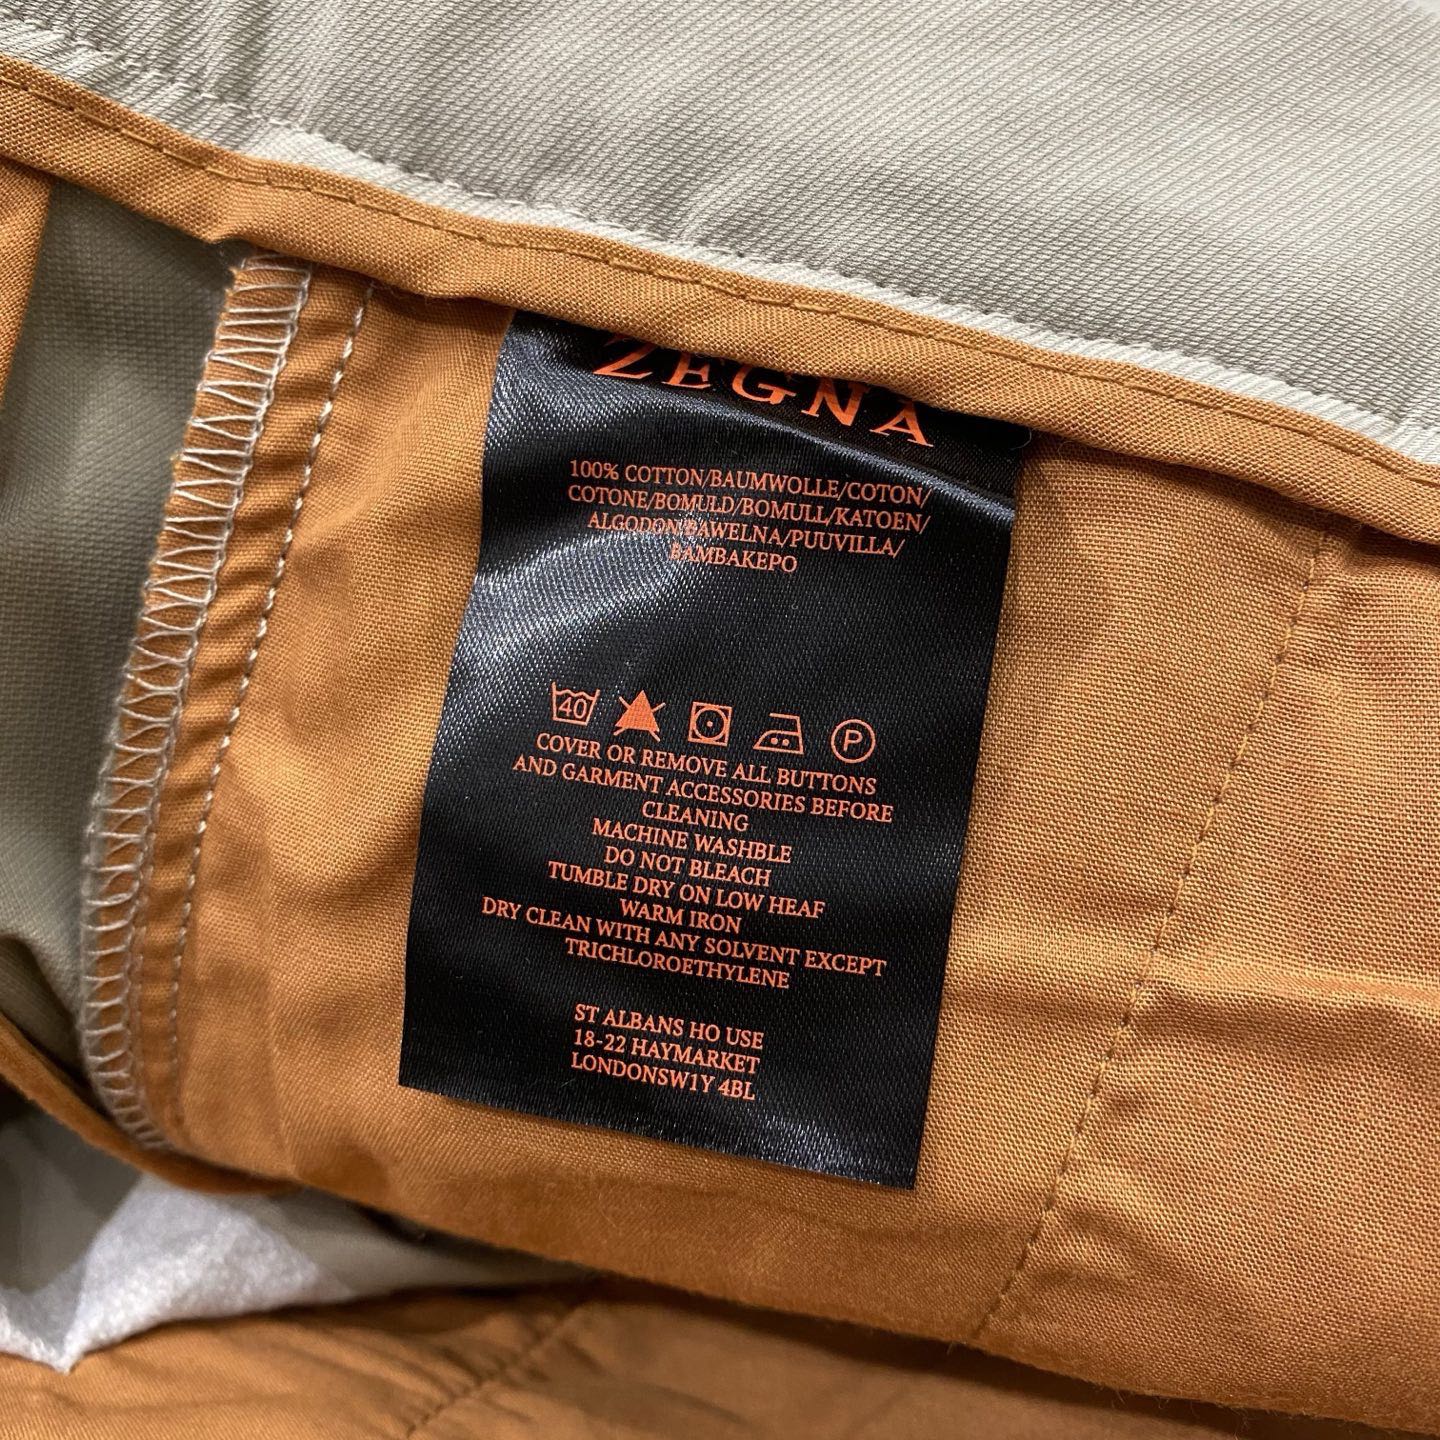 ZEGNA
100% COTTON/BAUMWOLLE/COTON/
COTONE/BOMULD/BOMULL/KATOEN/
ALGODON/BAWELNA/PUUVILLA/
BAMBAKEPO
40 P
COVER OR REMOVE ALL BUTTONS
AND GARMENT ACCESSORIES BEFORE
CLEANING
MACHINE WASHBLE
DO NOT BLEACH
TUMBLE DRY ON LOW HEAF
WARM IRON
DRY CLEAN WITH ANY SOLVENT EXCEPT
TRICHLOROETHYLENE
ST ALBANS HO USE
18-22 HAYMARKET
LONDONSW1Y 4BL